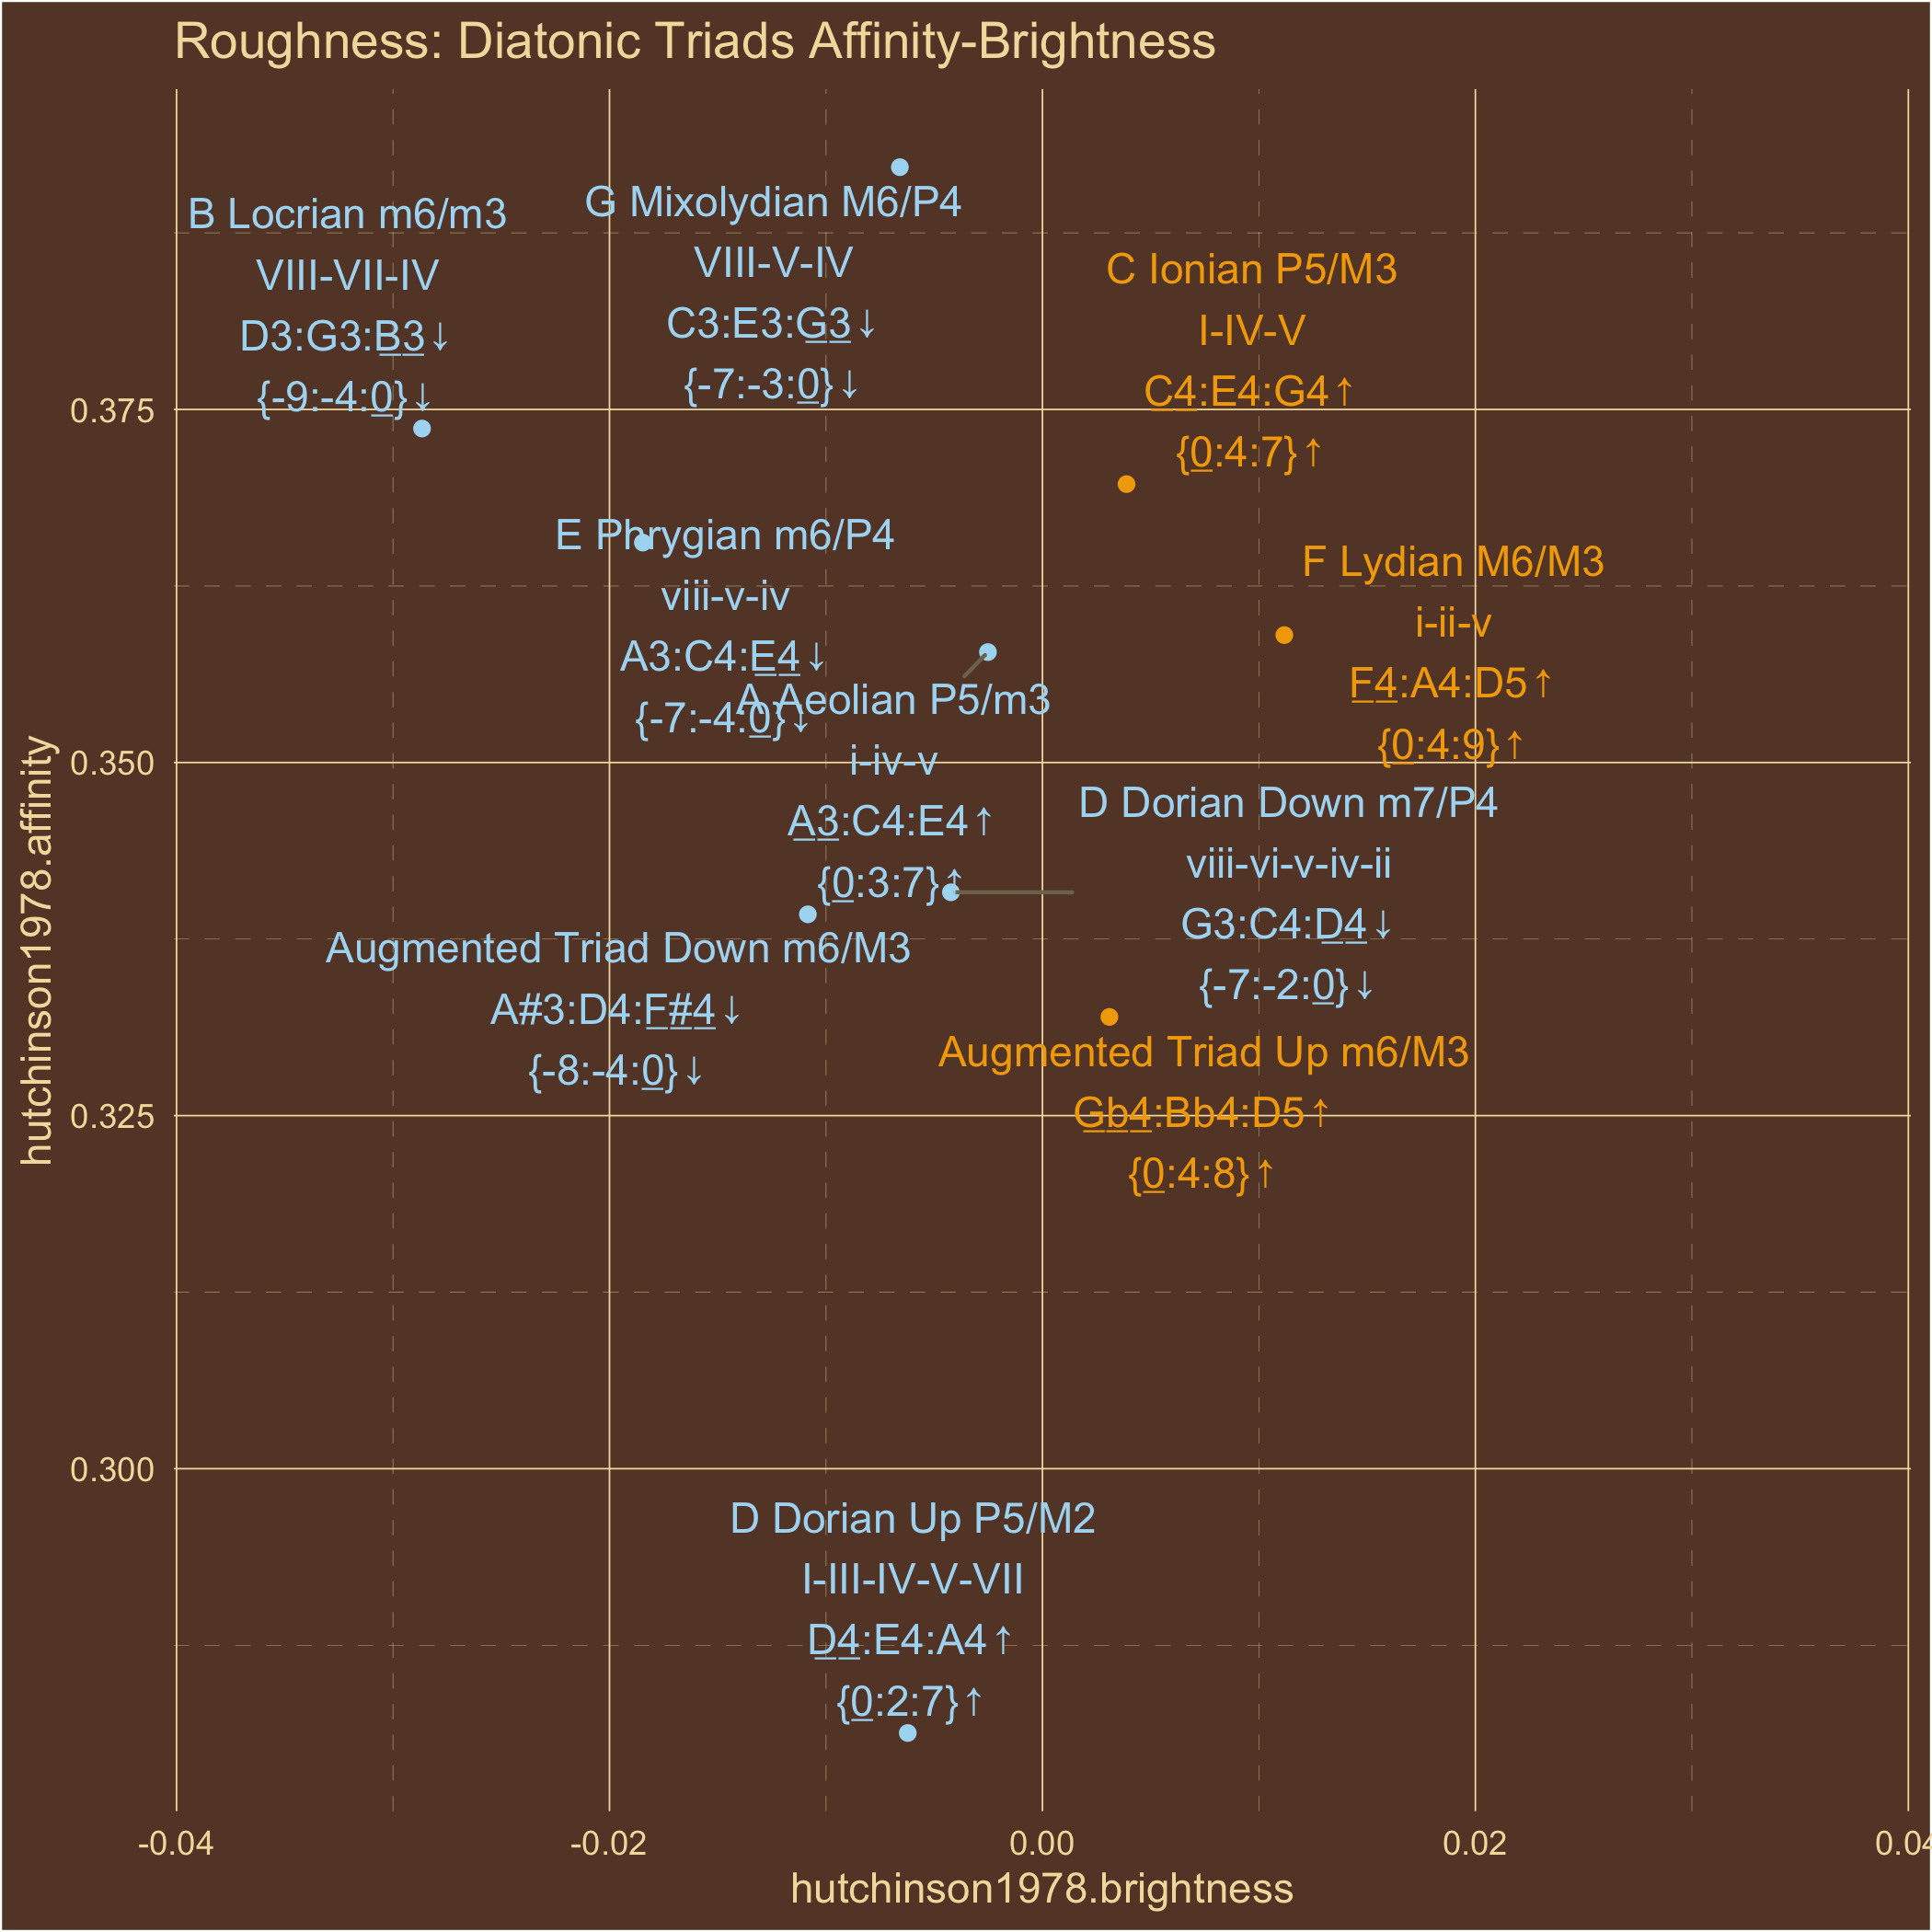 Roughness: Diatonic Triads Affinity-Brightness
B Locrian m6/m3
VIII-VII-IV
D3:G3:B3↓
{-9:-4:0}↓
G Mixolydian M6/P4
VIII-V-IV
C3:E3:G3↓
{-7:-3:0}↓
C Ionian P5/M3
I-IV-V
C4:E4:G4↑
{0:4:7}↑
E Phrygian m6/P4
viii-v-iv
A3:C4:E4↓
{-7:-4:0}↓
F Lydian M6/M3
i-ii-v
F4:A4:D5↑
{0:4:9}↑
A Aeolian P5/m3
i-iv-v
A3:C4:E4↑
{0:3:7}↑
D Dorian Down m7/P4
viii-vi-v-iv-ii
G3:C4:D4↓
{-7:-2:0}↓
Augmented Triad Down m6/M3
A#3:D4:F#4↓
{-8:-4:0}↓
Augmented Triad Up m6/M3
Gb4:Bb4:D5↑
{0:4:8}↑
D Dorian Up P5/M2
I-III-IV-V-VII
D4:E4:A4↑
{0:2:7}↑
0.375
0.350
0.325
0.300
hutchinson1978.affinity
-0.04
-0.02
0.00
0.02
0.04
hutchinson1978.brightness